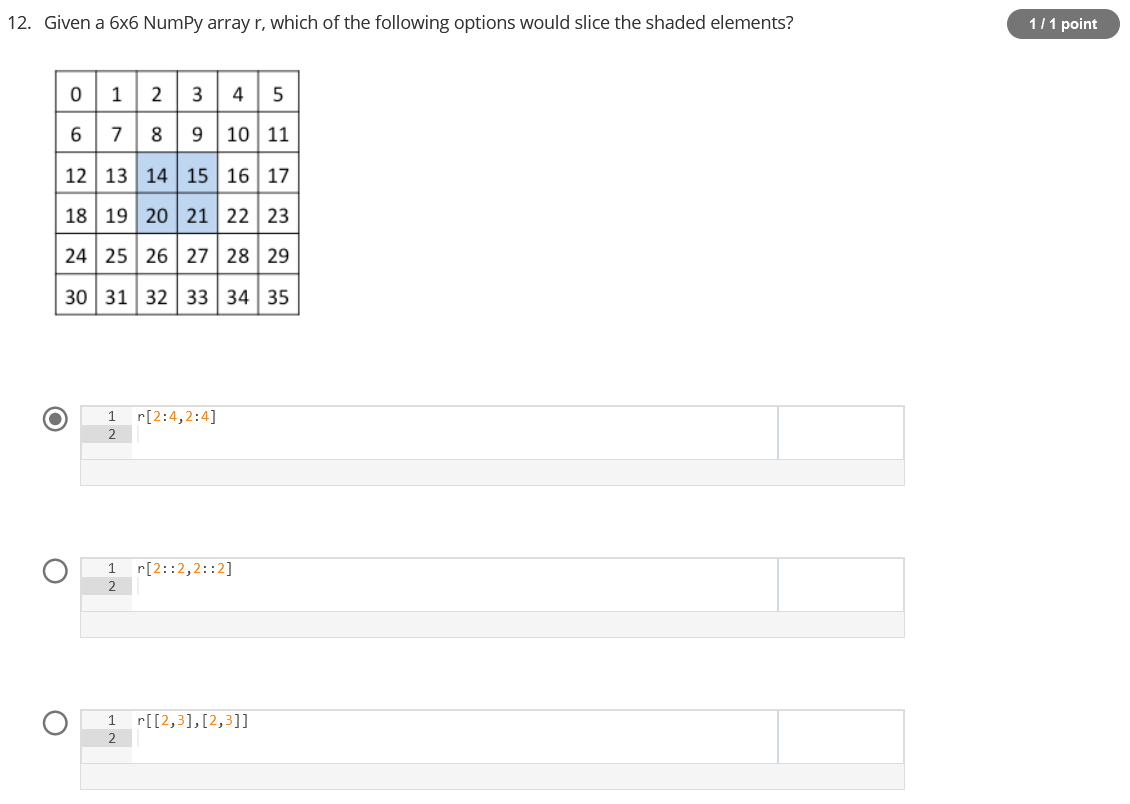 12. Given a 6x6 NumPy array r, which of the following options would slice the shaded elements?
1 / 1 point
0 1 2 3 4 5
6 7 8 9 10 11
12 13 14 15 16 17
18 19 20 21 22 23
24 25 26 27 28 29
30 31 32 33 34 35
1 r[2:4,2:4]
2
1 r[2::2,2::2]
2
1 r[[2,3],[2,3]]
2